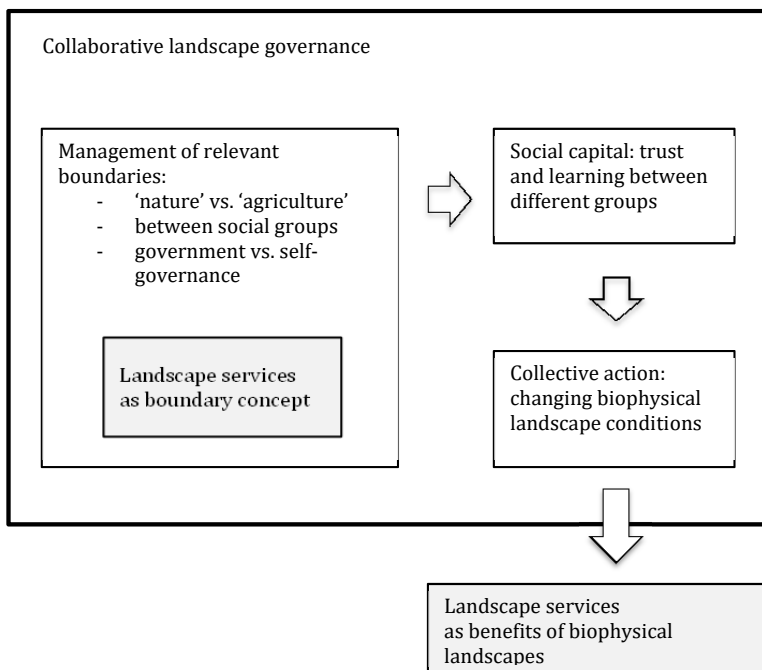 Collaborative landscape governance
Management of relevant
boundaries:
- ‘nature’ vs. ‘agriculture’
- between social groups
- government vs. self-
governance
Landscape services
as boundary concept
Social capital: trust
and learning between
different groups
Collective action:
changing biophysical
landscape conditions
Landscape services
as benefits of biophysical
landscapes